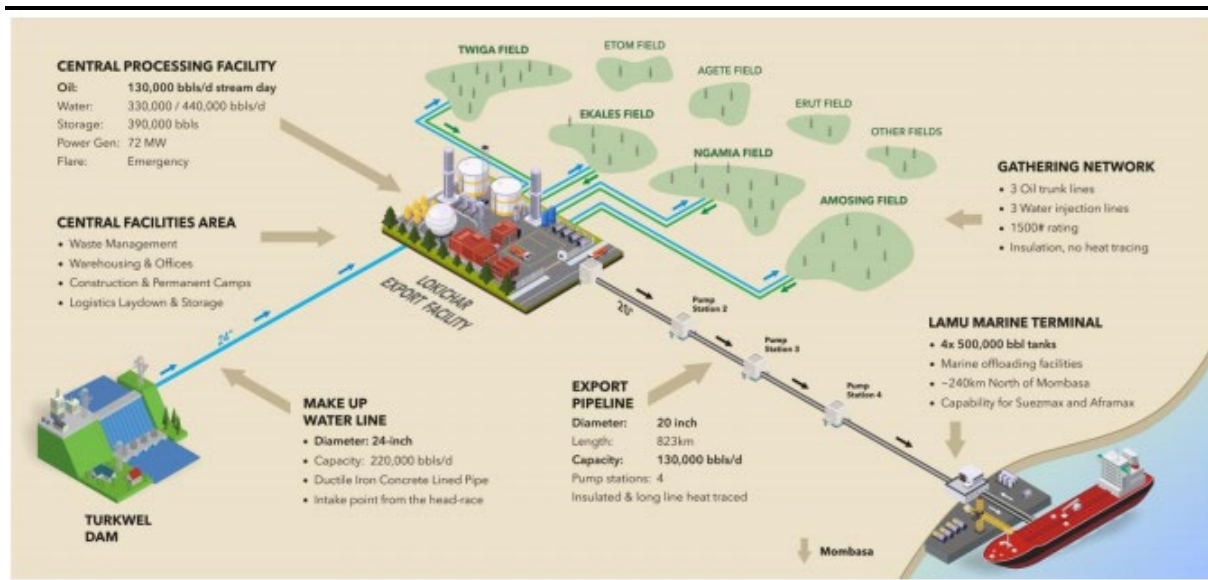 TWIGA FIELD
ETOM FIELD
AGETE FIELD
ERUT FIELD
OTHER FIELDS
EKALES FIELD
NGAMIA FIELD
AMOSING FIELD
CENTRAL PROCESSING FACILITY
Oil: 130,000 bbls/d stream day
Water: 330,000 / 440,000 bbls/d
Storage: 390,000 bbls
Power Gen: 72 MW
Flare: Emergency
CENTRAL FACILITIES AREA
• Waste Management
• Warehousing & Offices
• Construction & Permanent Camps
• Logistics Laydown & Storage
GATHERING NETWORK
• 3 Oil trunk lines
• 3 Water injection lines
• 1500# rating
• Insulation, no heat tracing
LOKICHAR
EXPORT FACILITY
24"
20"
Pump
Station 2
Pump
Station 3
Pump
Station 4
LAMU MARINE TERMINAL
• 4x 500,000 bbl tanks
• Marine offloading facilities
• ~240km North of Mombasa
• Capability for Suezmax and Aframax
MAKE UP
WATER LINE
• Diameter: 24-inch
• Capacity: 220,000 bbls/d
• Ductile Iron Concrete Lined Pipe
• Intake point from the head-race
EXPORT
PIPELINE
Diameter: 20 inch
Length: 823km
Capacity: 130,000 bbls/d
Pump stations: 4
Insulated & long line heat traced
TURKWEL
DAM
Mombasa